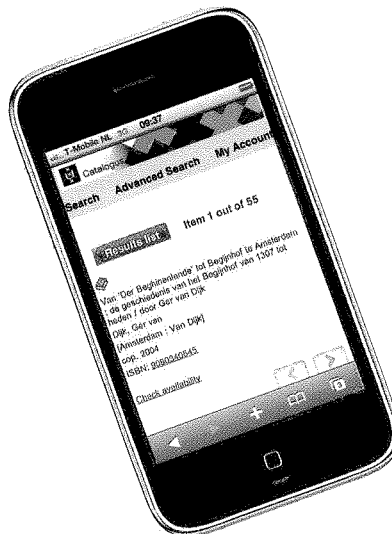 T-Mobile NL 3G 09:37
Catalogus
Search Advanced Search My Account
Results list Item 1 out of 55
Van 'Der Beghinenlande' tot Begijnhof te Amsterdam
: de geschiedenis van het Begijnhof van 1307 tot
heden / door Ger van Dijk
Dijk, Ger van
[Amsterdam : Van Dijk]
cop. 2004
ISBN: 9090340845
Check availability